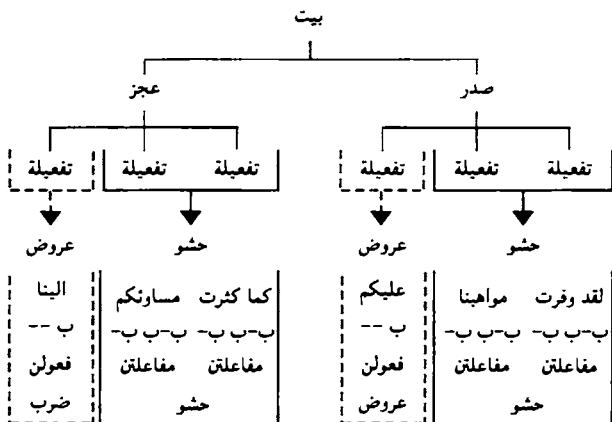 بيت
صدر عجز
تفعيلة تفعيلة تفعيلة تفعيلة تفعيلة تفعيلة
حشو عروض حشو عروض
لقد وفرت مواهبنا عليكم كما كثرت مساوئكم الينا
ب-ب ب- ب-ب ب- ب -- ب-ب ب- ب-ب ب- ب --
مفاعلتن مفاعلتن فعولن مفاعلتن مفاعلتن فعولن
حشو عروض حشو ضرب